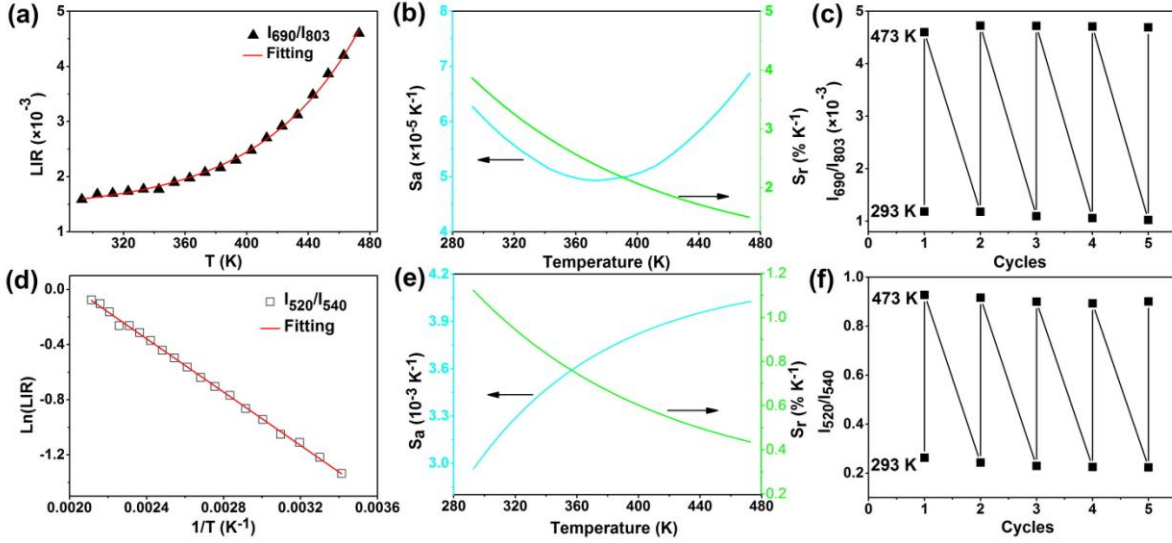 (a)
I690/I803
Fitting
LIR (×10-3)
5
4
3
2
1
320 360 400 440 480
T (K)
(b)
Sa (×10-5 K-1)
8
7
6
5
4
Sr (% K-1)
5
4
3
2
1
280 320 360 400 440 480
Temperature (K)
(c)
I690/I803 (×10-3)
5
4
3
2
1
473 K
293 K
0 1 2 3 4 5
Cycles
(d)
I520/I540
Fitting
Ln(LIR)
0.0
-0.4
-0.8
-1.2
0.0020 0.0024 0.0028 0.0032 0.0036
1/T (K-1)
(e)
Sa (10-3 K-1)
4.2
3.9
3.6
3.3
3.0
Sr (% K-1)
1.2
1.0
0.8
0.6
0.4
0.2
280 320 360 400 440 480
Temperature (K)
(f)
I520/I540
1.0
0.8
0.6
0.4
0.2
473 K
293 K
0 1 2 3 4 5
Cycles